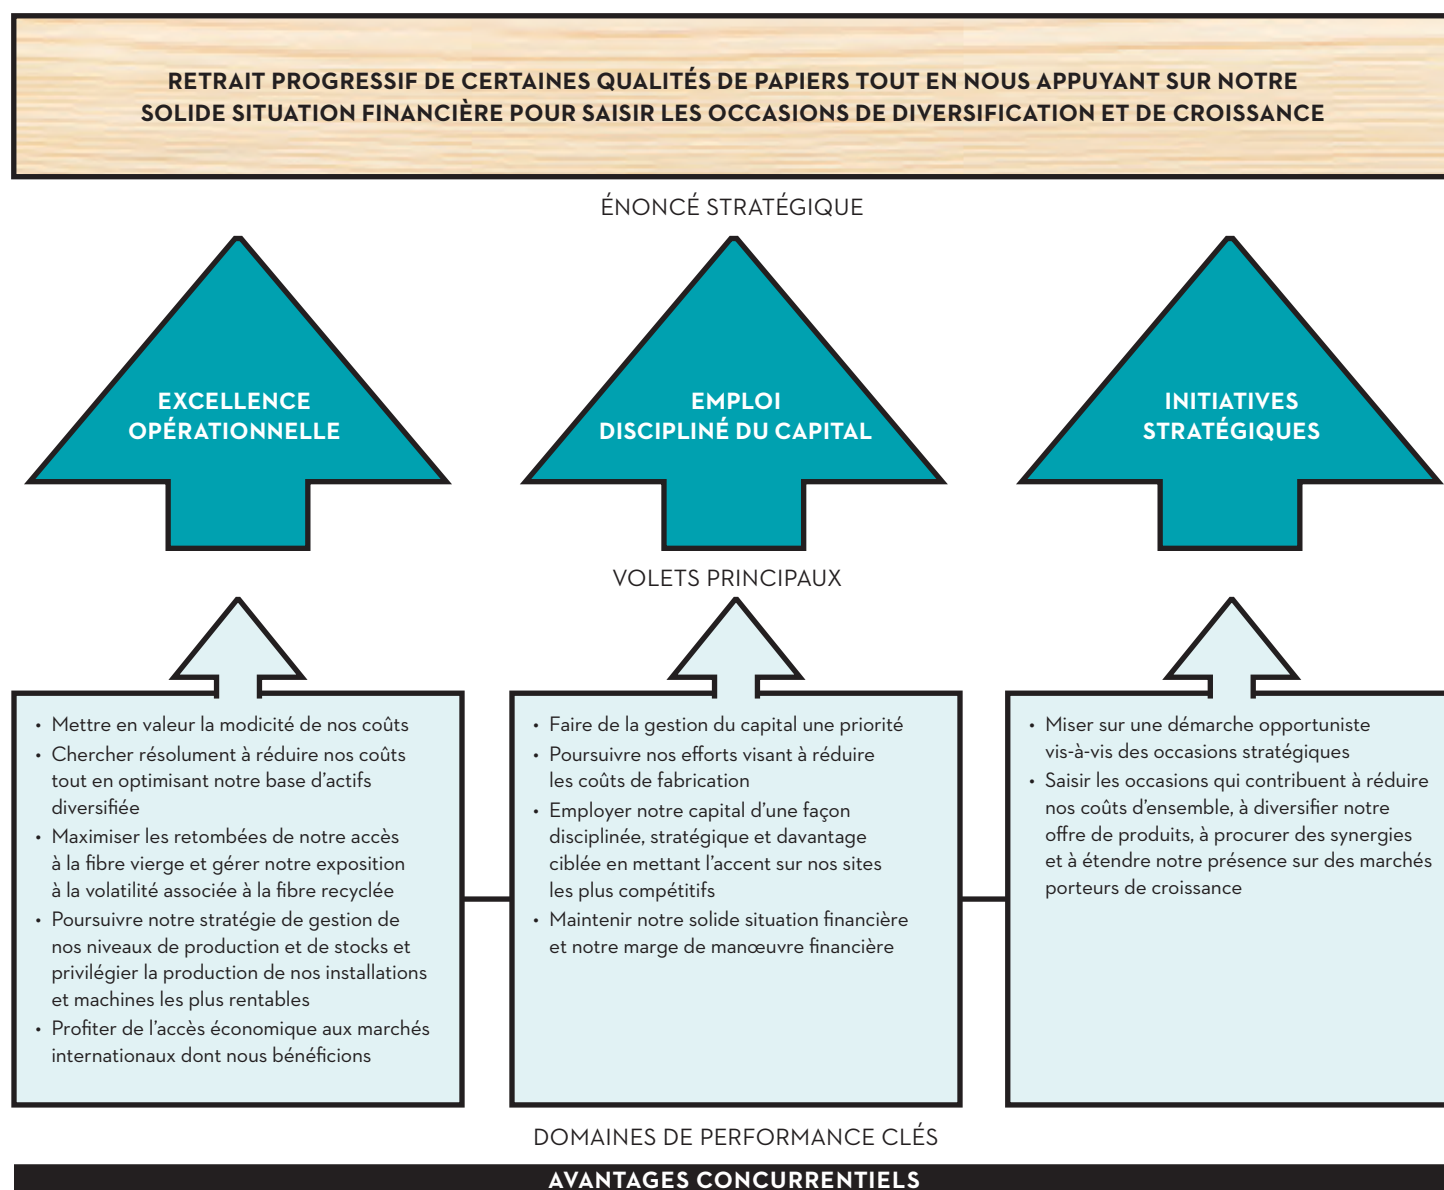 RETRAIT PROGRESSIF DE CERTAINES QUALITÉS DE PAPIERS TOUT EN NOUS APPUYANT SUR NOTRE
SOLIDE SITUATION FINANCIÈRE POUR SAISIR LES OCCASIONS DE DIVERSIFICATION ET DE CROISSANCE
ÉNONCÉ STRATÉGIQUE
EXCELLENCE
OPÉRATIONNELLE
EMPLOI
DISCIPLINÉ DU CAPITAL
INITIATIVES
STRATÉGIQUES
VOLETS PRINCIPAUX
• Mettre en valeur la modicité de nos coûts
• Chercher résolument à réduire nos coûts
tout en optimisant notre base d'actifs
diversifiée
• Maximiser les retombées de notre accès
à la fibre vierge et gérer notre exposition
à la volatilité associée à la fibre recyclée
• Poursuivre notre stratégie de gestion de
nos niveaux de production et de stocks et
privilégier la production de nos installations
et machines les plus rentables
• Profiter de l'accès économique aux marchés
internationaux dont nous bénéficions
• Faire de la gestion du capital une priorité
• Poursuivre nos efforts visant à réduire
les coûts de fabrication
• Employer notre capital d'une façon
disciplinée, stratégique et davantage
ciblée en mettant l'accent sur nos sites
les plus compétitifs
• Maintenir notre solide situation financière
et notre marge de manœuvre financière
• Miser sur une démarche opportuniste
vis-à-vis des occasions stratégiques
• Saisir les occasions qui contribuent à réduire
nos coûts d'ensemble, à diversifier notre
offre de produits, à procurer des synergies
et à étendre notre présence sur des marchés
porteurs de croissance
DOMAINES DE PERFORMANCE CLÉS
AVANTAGES CONCURRENTIELS